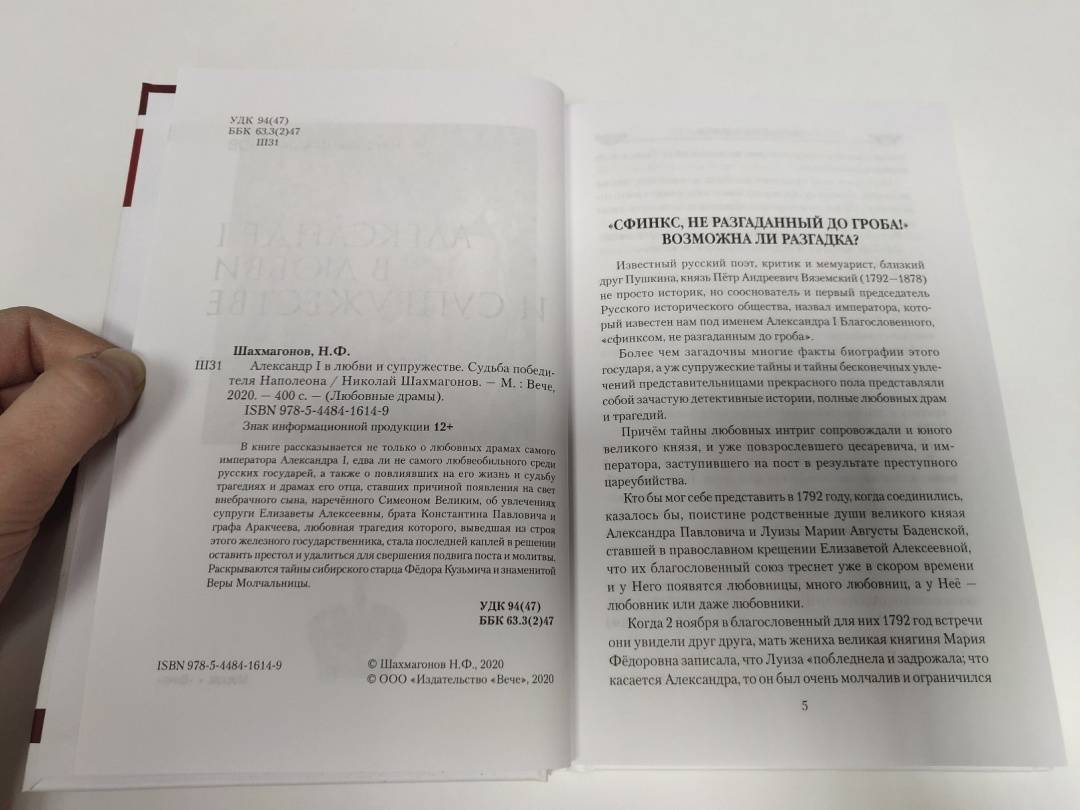 УДК 94(47)
ББК 63.3(2)47
Ш31
Шахмагонов, Н.Ф.
Ш31 Александр I в любви и супружестве. Судьба победи-
теля Наполеона / Николай Шахмагонов. — М. : Вече,
2020. — 400 с. — (Любовные драмы).
ISBN 978-5-4484-1614-9
Знак информационной продукции 12+
В книге рассказывается не только о любовных драмах самого
императора Александра I, едва ли не самого любвеобильного среди
русских государей, а также о повлиявших на его жизнь и судьбу
трагедиях и драмах его отца, ставших причиной появления на свет
внебрачного сына, наречённого Симеоном Великим, об увлечениях
супруги Елизаветы Алексеевны, брата Константина Павловича и
графа Аракчеева, любовная трагедия которого, выведшая из строя
этого железного государственника, стала последней каплей в решении
оставить престол и удалиться для свершения подвига поста и молитвы.
Раскрываются тайны сибирского старца Фёдора Кузьмича и знаменитой
Веры Молчальницы.
УДК 94(47)
ББК 63.3(2)47
ISBN 978-5-4484-1614-9
© Шахмагонов Н.Ф., 2020
© ООО «Издательство «Вече», 2020
«СФИНКС, НЕ РАЗГАДАННЫЙ ДО ГРОБА!»
ВОЗМОЖНА ЛИ РАЗГАДКА?
Известный русский поэт, критик и мемуарист, близкий
друг Пушкина, князь Пётр Андреевич Вяземский (1792—1878)
не просто историк, но сооснователь и первый председатель
Русского исторического общества, назвал императора, кото-
рый известен нам под именем Александра I Благословенного,
«сфинксом, не разгаданным до гроба».
Более чем загадочны многие факты биографии этого
государя, а уж супружеские тайны и тайны бесконечных увле-
чений представительницами прекрасного пола представляли
собой зачастую детективные истории, полные любовных драм
и трагедий.
Причём тайны любовных интриг сопровождали и юного
великого князя, и уже повзрослевшего цесаревича, и им-
ператора, заступившего на пост в результате преступного
цареубийства.
Кто бы мог себе представить в 1792 году, когда соединились,
казалось бы, поистине родственные души великого князя
Александра Павловича и Луизы Марии Августы Баденской,
ставшей в православном крещении Елизаветой Алексеевной,
что их благословенный союз треснет уже в скором времени
и у Него появятся любовницы, много любовниц, а у Неё —
любовник или даже любовники.
Когда 2 ноября в благословенный для них 1792 год встречи
они увидели друг друга, мать жениха великая княгиня Мария
Фёдоровна записала, что Луиза «побледнела и задрожала; что
касается Александра, то он был очень молчалив и ограничился
5